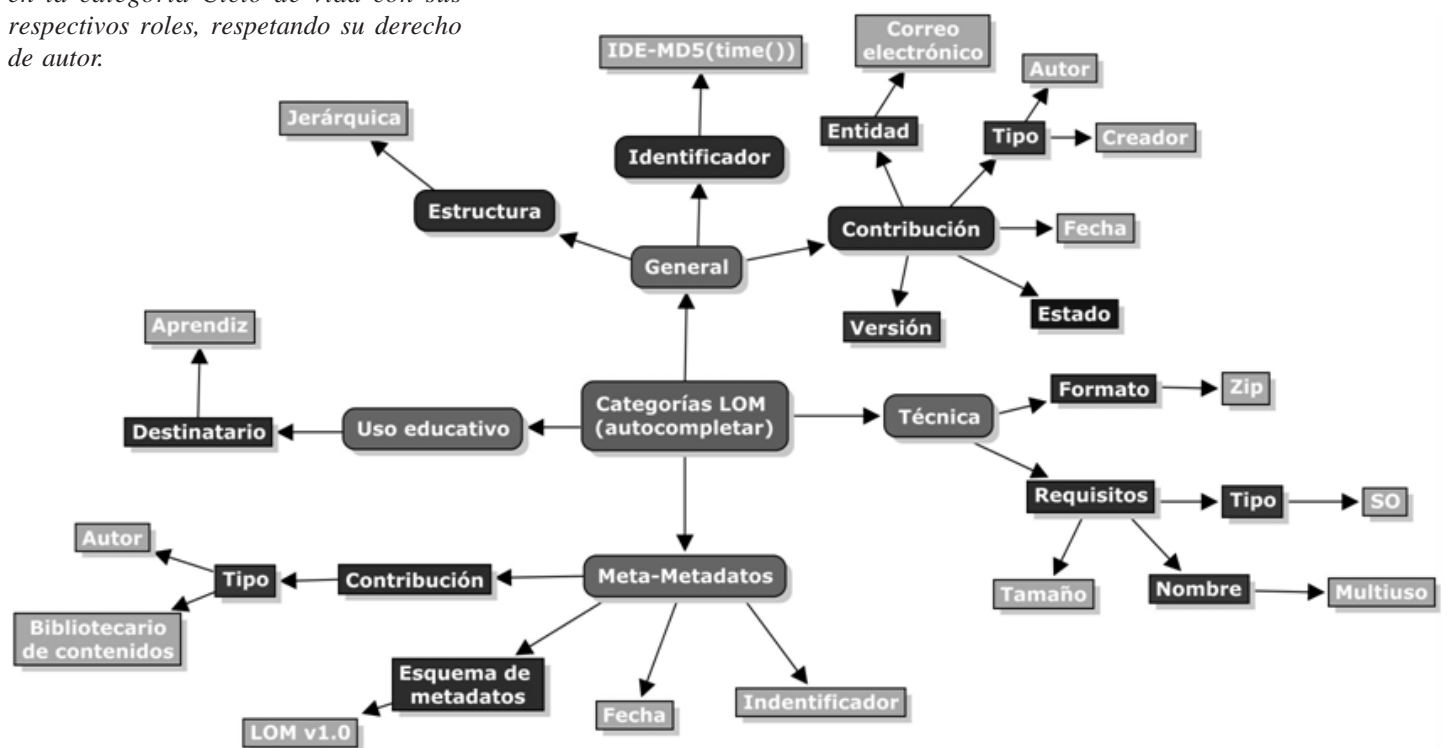 en la categoría Ciclo de vida con sus
respectivos roles, respetando su derecho
de autor.
IDE-MD5(time())
Correo
electrónico
Autor
Jerárquica
Entidad
Tipo
Creador
Identificador
Estructura
Contribución
Fecha
General
Versión
Estado
Aprendiz
Categorías LOM
(autocompletar)
Formato
Zip
Destinatario
Uso educativo
Técnica
Requisitos
Tipo
SO
Autor
Tipo
Contribución
Meta-Metadatos
Tamaño
Nombre
Multiuso
Bibliotecario
de contenidos
Esquema de
metadatos
Fecha
Indentificador
LOM v1.0